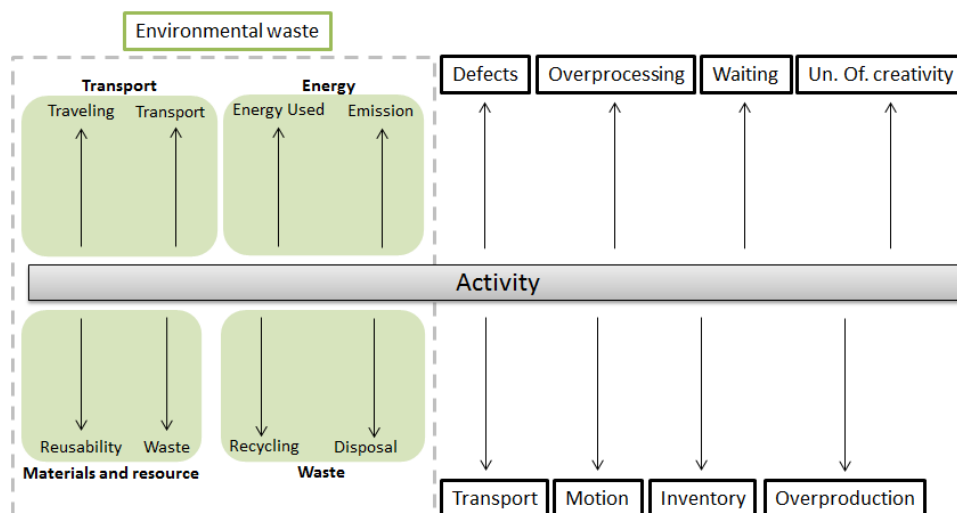 Environmental waste
Transport
Energy
Traveling
Transport
Energy Used
Emission
Defects
Overprocessing
Waiting
Un. Of. creativity
Activity
Reusability
Waste
Recycling
Disposal
Materials and resource
Waste
Transport
Motion
Inventory
Overproduction